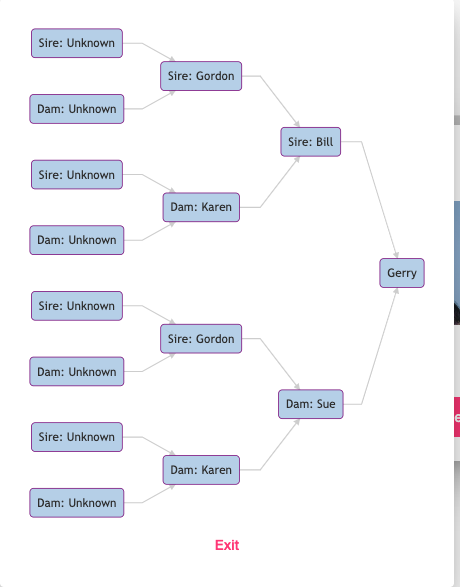 Sire: Unknown
Sire: Gordon
Dam: Unknown
Sire: Bill
Sire: Unknown
Dam: Karen
Dam: Unknown
Gerry
Sire: Unknown
Sire: Gordon
Dam: Unknown
Dam: Sue
Sire: Unknown
Dam: Karen
Dam: Unknown
Exit